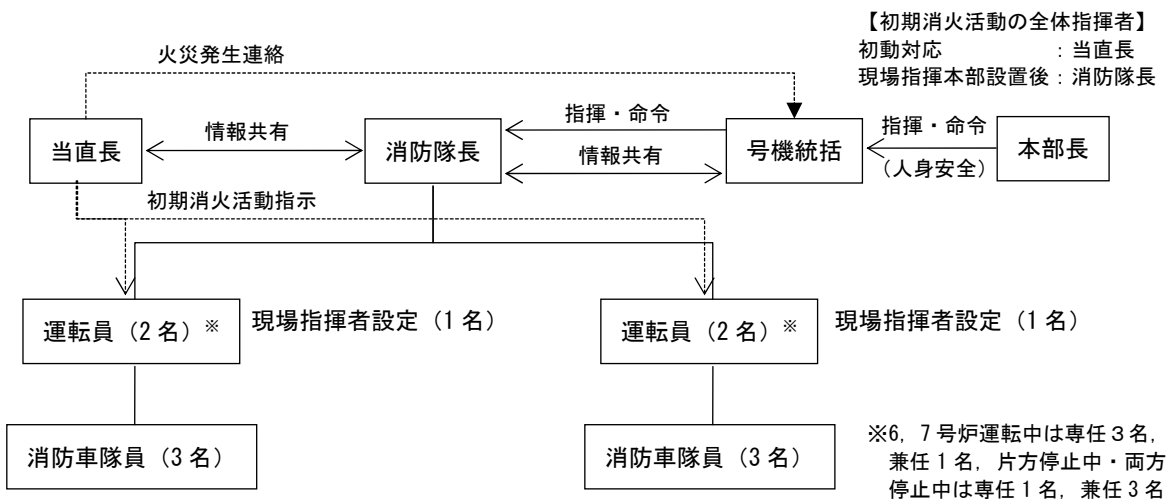 【初期消火活動の全体指揮者】
初動対応　　　　　：当直長
現場指揮本部設置後：消防隊長
火災発生連絡
当直長
情報共有
消防隊長
指揮・命令
情報共有
号機統括
指揮・命令
(人身安全)
本部長
初期消火活動指示
運転員（2名）※
現場指揮者設定（1名）
運転員（2名）※
現場指揮者設定（1名）
消防車隊員（3名）
消防車隊員（3名）
※6，7号炉運転中は専任３名，
兼任1名，片方停止中・両方
停止中は専任1名，兼任3名